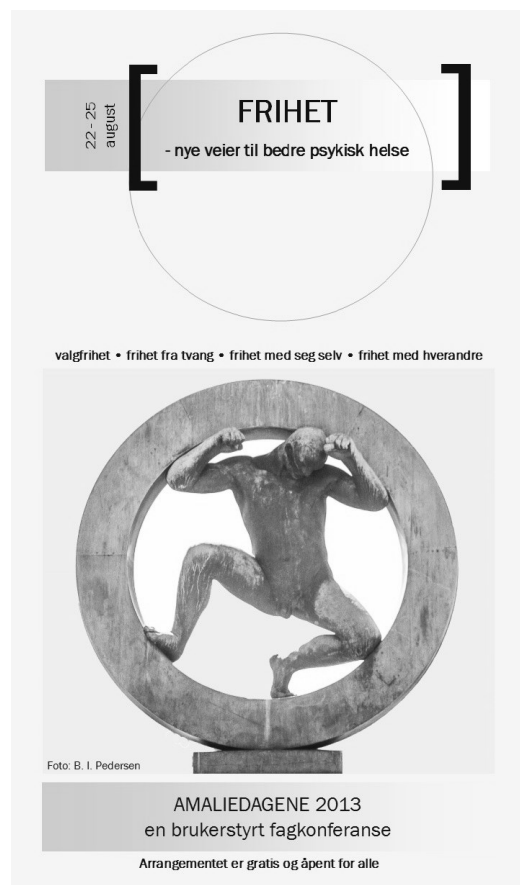 22 - 25
august
FRIHET
- nye veier til bedre psykisk helse
valgfrihet • frihet fra tvang • frihet med seg selv • frihet med hverandre
Foto: B. I. Pedersen
AMALIEDAGENE 2013
en brukerstyrt fagkonferanse
Arrangementet er gratis og åpent for alle